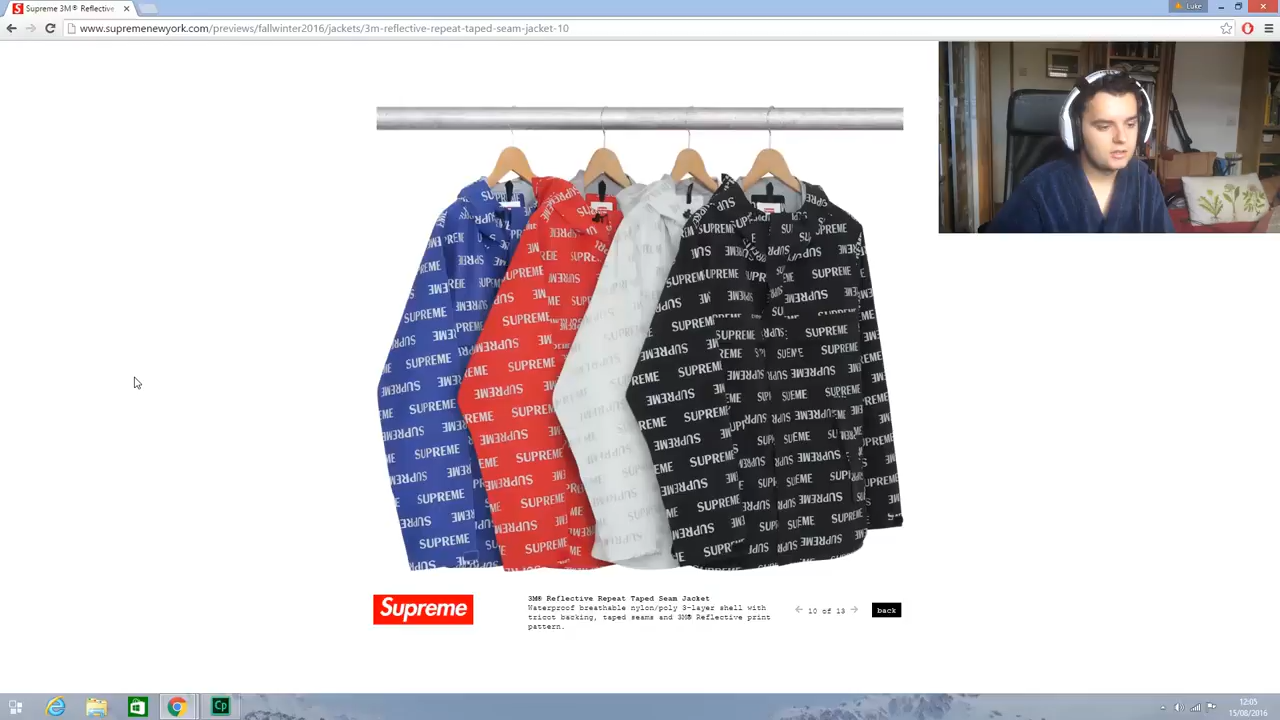 Supreme 3M® Reflective
Luke
www.supremenewyork.com/previews/fallwinter2016/jackets/3m-reflective-repeat-taped-seam-jacket-10
SUPREME
Supreme
3M® Reflective Repeat Taped Seam Jacket
Waterproof breathable nylon/poly 3-layer shell with
tricot backing, taped seams and 3M® Reflective print
pattern.
10 of 13
back
Cp
12:05
15/08/2016